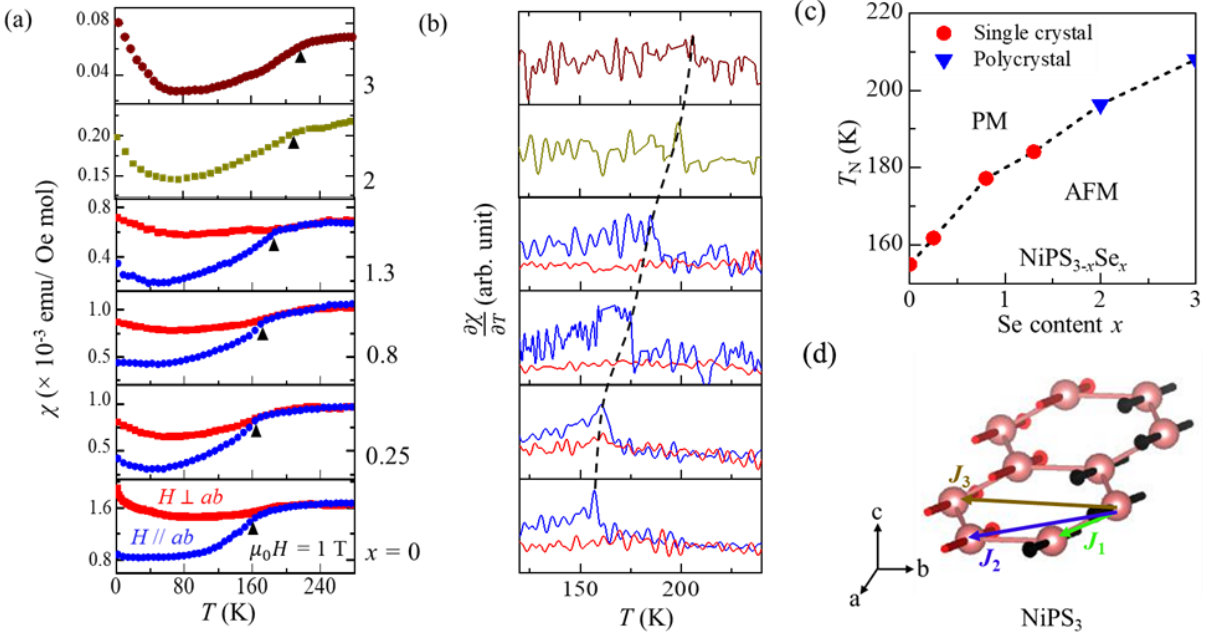 (a)
0.08
0.04
3
0.20
0.15
2
0.8
0.4
1.3
1.0
0.5
0.8
1.0
0.5
0.25
1.6
0.8
H ⊥ ab
H // ab
μ₀H = 1 T
x = 0
χ (× 10⁻³ emu/ Oe mol)
0 80 160 240
T (K)
(b)
∂χ/∂T (arb. unit)
150 200
T (K)
(c)
220
200
180
160
T_N (K)
Single crystal
Polycrystal
PM
AFM
NiPS₃₋ₓSeₓ
0 1 2 3
Se content x
(d)
J₃
J₂
J₁
c
b
a
NiPS₃